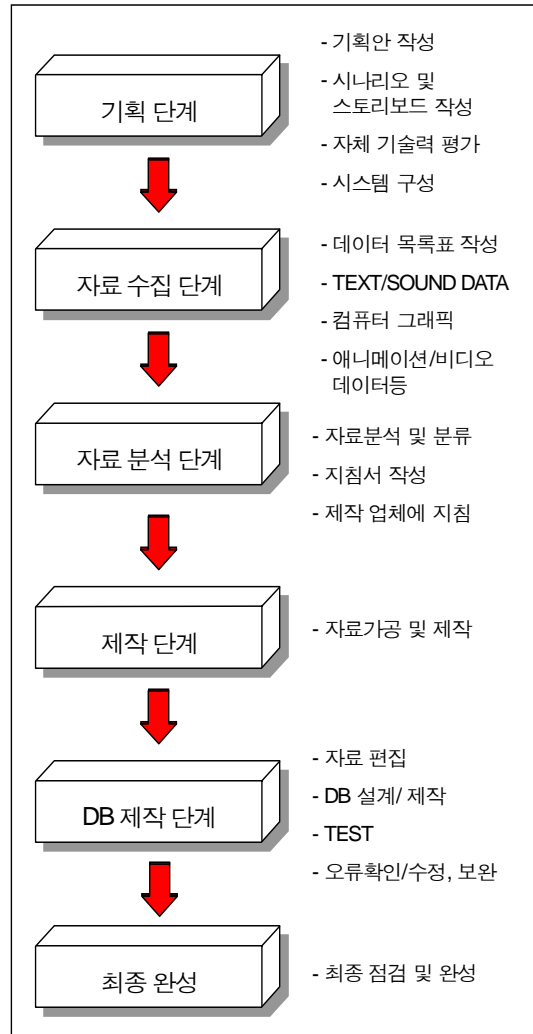 기획 단계
- 기획안 작성
- 시나리오 및
스토리보드 작성
- 자체 기술력 평가
- 시스템 구성
자료 수집 단계
- 데이터 목록표 작성
- TEXT/SOUND DATA
- 컴퓨터 그래픽
- 애니메이션/비디오
데이터등
자료 분석 단계
- 자료분석 및 분류
- 지침서 작성
- 제작 업체에 지침
제작 단계
- 자료가공 및 제작
DB 제작 단계
- 자료 편집
- DB 설계/ 제작
- TEST
- 오류확인/수정, 보완
최종 완성
- 최종 점검 및 완성